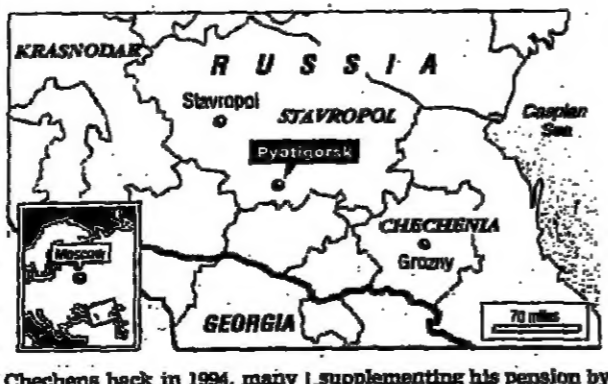 KRASNODAR
RUSSIA
Stavropol
STAVROPOL
Caspian
Sea
Pyatigorsk
CHECHENIA
Grozny
Moscow
GEORGIA
70 miles
Chechens back in 1994, many supplementing his pension by